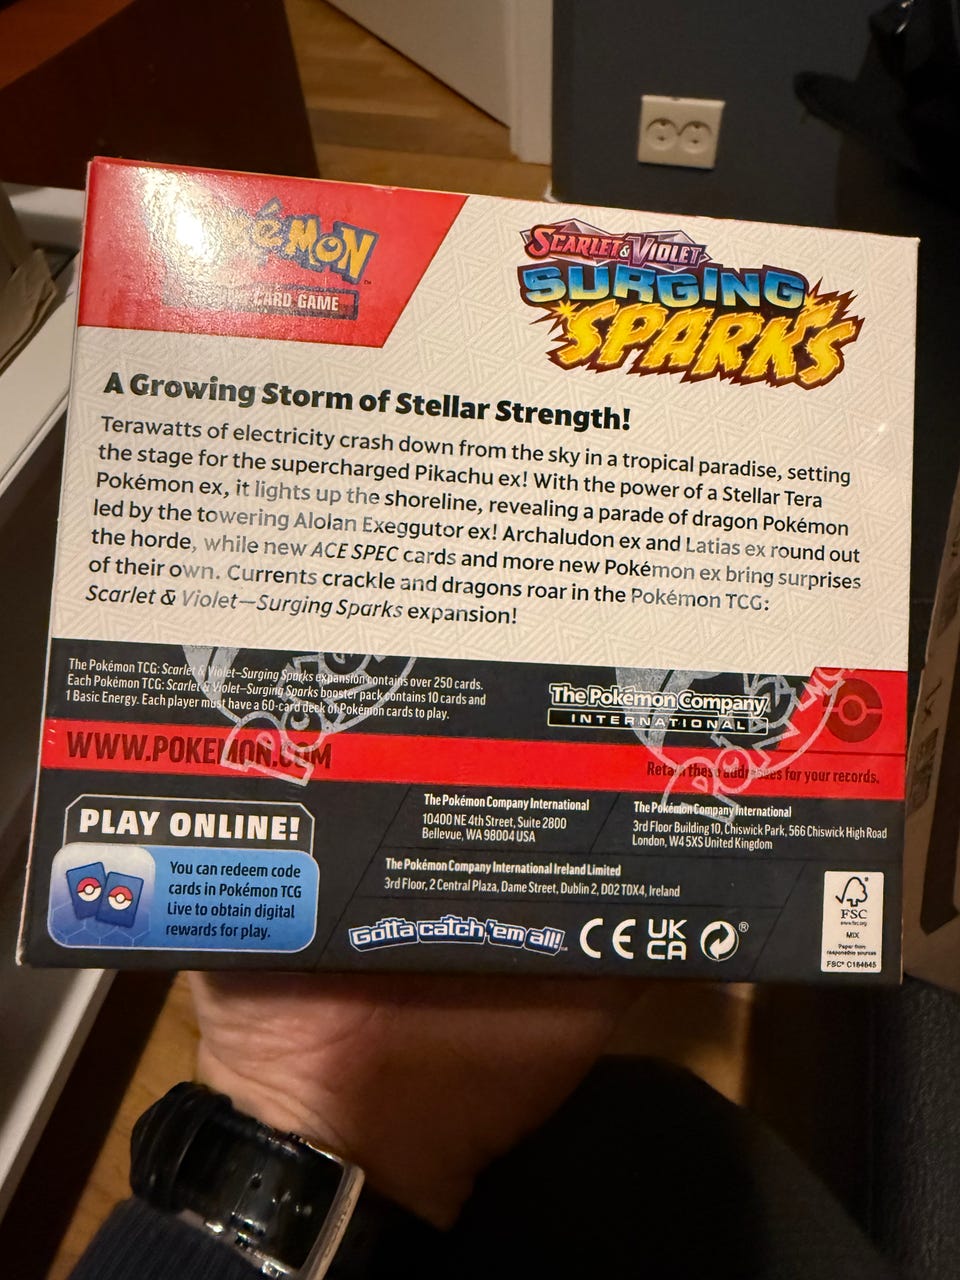 POKéMON
CARD GAME
SCARLET & VIOLET
SURGING
SPARKS
A Growing Storm of Stellar Strength!
Terawatts of electricity crash down from the sky in a tropical paradise, setting
the stage for the supercharged Pikachu ex! With the power of a Stellar Tera
Pokémon ex, it lights up the shoreline, revealing a parade of dragon Pokémon
led by the towering Alolan Exeggutor ex! Archaludon ex and Latias ex round out
the horde, while new ACE SPEC cards and more new Pokémon ex bring surprises
of their own. Currents crackle and dragons roar in the Pokémon TCG:
Scarlet & Violet—Surging Sparks expansion!
The Pokémon TCG: Scarlet & Violet–Surging Sparks expansion contains over 250 cards.
Each Pokémon TCG: Scarlet & Violet–Surging Sparks booster pack contains 10 cards and
1 Basic Energy. Each player must have a 60-card deck of Pokémon cards to play.
The Pokémon Company
INTERNATIONAL
WWW.POKEMON.COM
Retain these addresses for your records.
PLAY ONLINE!
You can redeem code
cards in Pokémon TCG
Live to obtain digital
rewards for play.
The Pokémon Company International
10400 NE 4th Street, Suite 2800
Bellevue, WA 98004 USA
The Pokémon Company International
3rd Floor Building 10, Chiswick Park, 566 Chiswick High Road
London, W4 5XS United Kingdom
The Pokémon Company International Ireland Limited
3rd Floor, 2 Central Plaza, Dame Street, Dublin 2, D02 T0X4, Ireland
Gotta catch 'em all!™
CE
UK
CA
®
FSC
www.fsc.org
MIX
Paper from
responsible sources
FSC® C184645